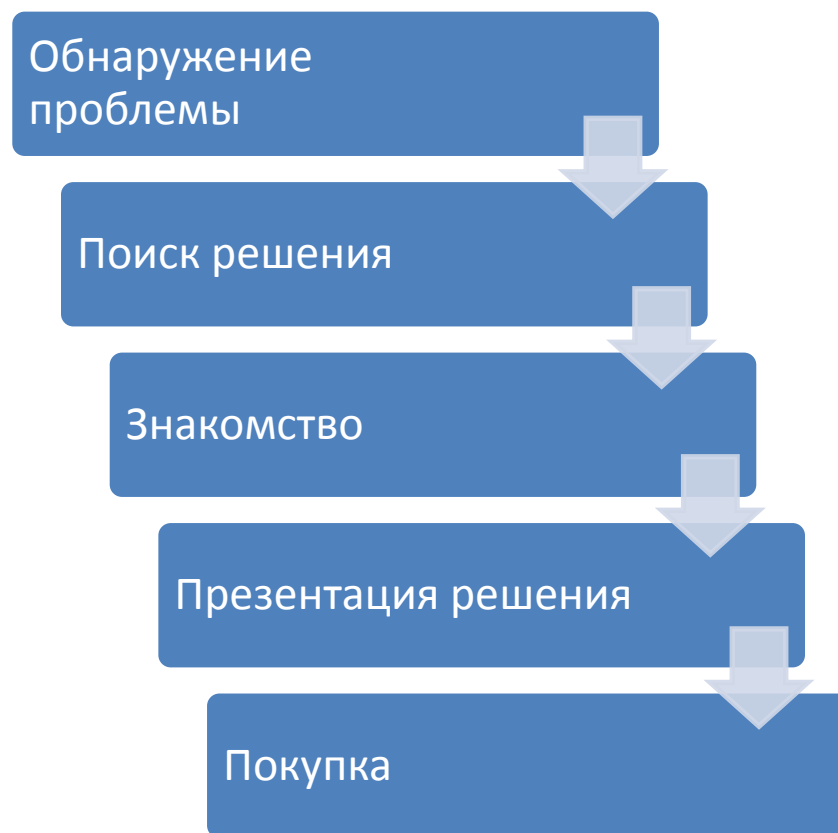 Обнаружение
проблемы
Поиск решения
Знакомство
Презентация решения
Покупка